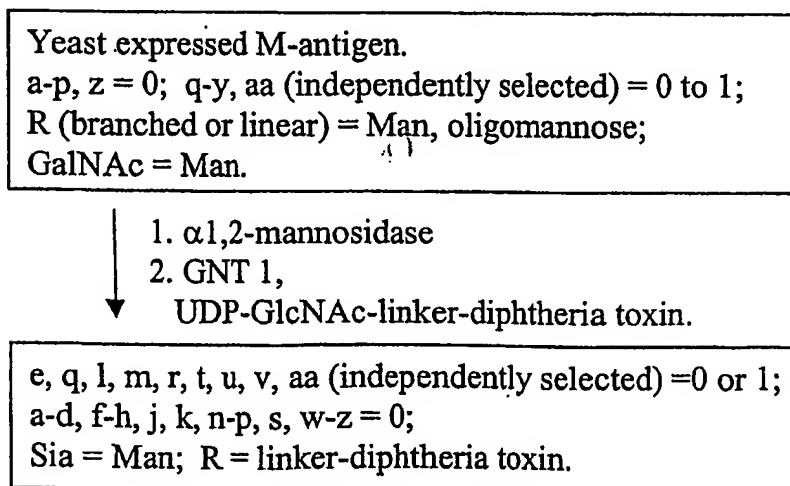 Yeast expressed M-antigen.
a-p, z = 0; q-y, aa (independently selected) = 0 to 1;
R (branched or linear) = Man, oligomannose;
GalNAc = Man.
1. α1,2-mannosidase
2. GNT 1,
UDP-GlcNAc-linker-diphtheria toxin.
e, q, l, m, r, t, u, v, aa (independently selected) =0 or 1;
a-d, f-h, j, k, n-p, s, w-z = 0;
Sia = Man; R = linker-diphtheria toxin.